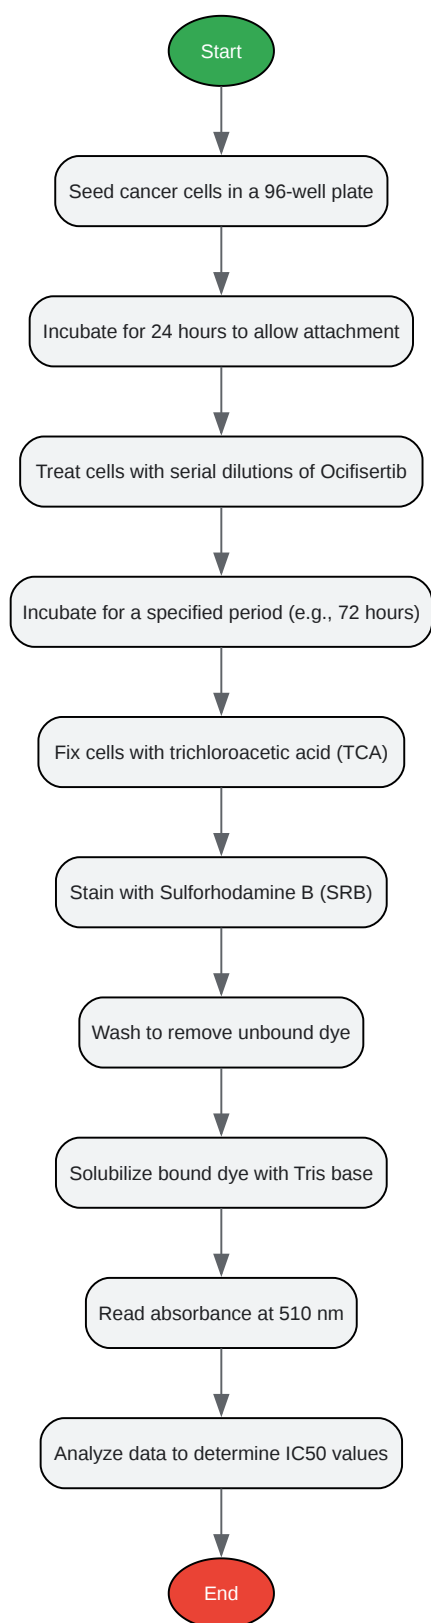 Start
Seed cancer cells in a 96-well plate
Incubate for 24 hours to allow attachment
Treat cells with serial dilutions of Ocifisertib
Incubate for a specified period (e.g., 72 hours)
Fix cells with trichloroacetic acid (TCA)
Stain with Sulforhodamine B (SRB)
Wash to remove unbound dye
Solubilize bound dye with Tris base
Read absorbance at 510 nm
Analyze data to determine IC50 values
End